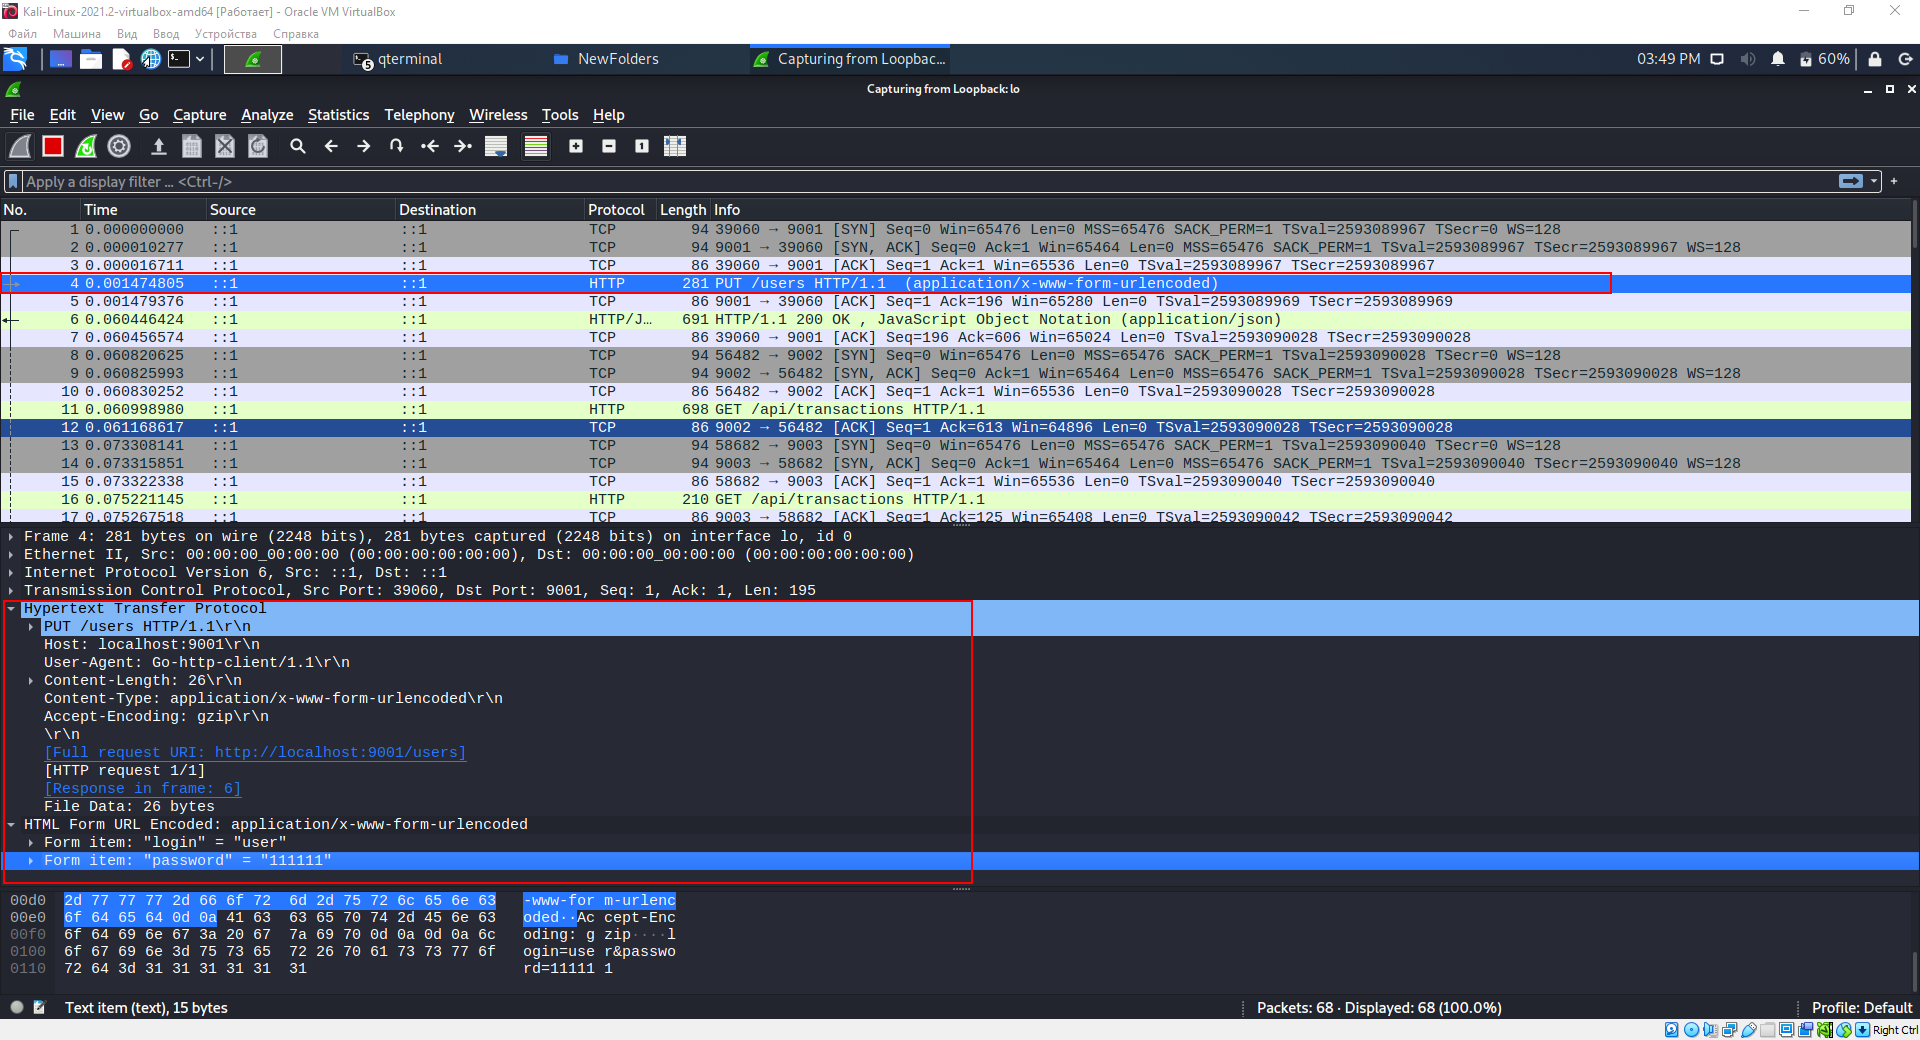 Kali-Linux-2021.2-virtualbox-amd64 [Работает] - Oracle VM VirtualBox
Файл Машина Вид Ввод Устройства Справка
qterminal NewFolders Capturing from Loopbac... 03:49 PM 60%
5
Capturing from Loopback: lo
File Edit View Go Capture Analyze Statistics Telephony Wireless Tools Help
Apply a display filter ... <Ctrl-/>
No. Time Source Destination Protocol Length Info
1 0.000000000 ::1 ::1 TCP 94 39060 → 9001 [SYN] Seq=0 Win=65476 Len=0 MSS=65476 SACK_PERM=1 TSval=2593089967 TSecr=0 WS=128
2 0.000010277 ::1 ::1 TCP 94 9001 → 39060 [SYN, ACK] Seq=0 Ack=1 Win=65464 Len=0 MSS=65476 SACK_PERM=1 TSval=2593089967 TSecr=2593089967 WS=128
3 0.000016711 ::1 ::1 TCP 86 39060 → 9001 [ACK] Seq=1 Ack=1 Win=65536 Len=0 TSval=2593089967 TSecr=2593089967
4 0.001474805 ::1 ::1 HTTP 281 PUT /users HTTP/1.1 (application/x-www-form-urlencoded)
5 0.001479376 ::1 ::1 TCP 86 9001 → 39060 [ACK] Seq=1 Ack=196 Win=65280 Len=0 TSval=2593089969 TSecr=2593089969
6 0.060446424 ::1 ::1 HTTP/J… 691 HTTP/1.1 200 OK , JavaScript Object Notation (application/json)
7 0.060456574 ::1 ::1 TCP 86 39060 → 9001 [ACK] Seq=196 Ack=606 Win=65024 Len=0 TSval=2593090028 TSecr=2593090028
8 0.060820625 ::1 ::1 TCP 94 56482 → 9002 [SYN] Seq=0 Win=65476 Len=0 MSS=65476 SACK_PERM=1 TSval=2593090028 TSecr=0 WS=128
9 0.060825993 ::1 ::1 TCP 94 9002 → 56482 [SYN, ACK] Seq=0 Ack=1 Win=65464 Len=0 MSS=65476 SACK_PERM=1 TSval=2593090028 TSecr=2593090028 WS=128
10 0.060830252 ::1 ::1 TCP 86 56482 → 9002 [ACK] Seq=1 Ack=1 Win=65536 Len=0 TSval=2593090028 TSecr=2593090028
11 0.060998980 ::1 ::1 HTTP 698 GET /api/transactions HTTP/1.1
12 0.061168617 ::1 ::1 TCP 86 9002 → 56482 [ACK] Seq=1 Ack=613 Win=64896 Len=0 TSval=2593090028 TSecr=2593090028
13 0.073308141 ::1 ::1 TCP 94 58682 → 9003 [SYN] Seq=0 Win=65476 Len=0 MSS=65476 SACK_PERM=1 TSval=2593090040 TSecr=0 WS=128
14 0.073315851 ::1 ::1 TCP 94 9003 → 58682 [SYN, ACK] Seq=0 Ack=1 Win=65464 Len=0 MSS=65476 SACK_PERM=1 TSval=2593090040 TSecr=2593090040 WS=128
15 0.073322338 ::1 ::1 TCP 86 58682 → 9003 [ACK] Seq=1 Ack=1 Win=65536 Len=0 TSval=2593090040 TSecr=2593090040
16 0.075221145 ::1 ::1 HTTP 210 GET /api/transactions HTTP/1.1
17 0.075267518 ::1 ::1 TCP 86 9003 → 58682 [ACK] Seq=1 Ack=125 Win=65408 Len=0 TSval=2593090042 TSecr=2593090042
Frame 4: 281 bytes on wire (2248 bits), 281 bytes captured (2248 bits) on interface lo, id 0
Ethernet II, Src: 00:00:00_00:00:00 (00:00:00:00:00:00), Dst: 00:00:00_00:00:00 (00:00:00:00:00:00)
Internet Protocol Version 6, Src: ::1, Dst: ::1
Transmission Control Protocol, Src Port: 39060, Dst Port: 9001, Seq: 1, Ack: 1, Len: 195
Hypertext Transfer Protocol
PUT /users HTTP/1.1\r\n
Host: localhost:9001\r\n
User-Agent: Go-http-client/1.1\r\n
Content-Length: 26\r\n
Content-Type: application/x-www-form-urlencoded\r\n
Accept-Encoding: gzip\r\n
\r\n
[Full request URI: http://localhost:9001/users]
[HTTP request 1/1]
[Response in frame: 6]
File Data: 26 bytes
HTML Form URL Encoded: application/x-www-form-urlencoded
Form item: "login" = "user"
Form item: "password" = "111111"
00d0 2d 77 77 77 2d 66 6f 72 6d 2d 75 72 6c 65 6e 63 -www-for m-urlenc
00e0 6f 64 65 64 0d 0a 41 63 63 65 70 74 2d 45 6e 63 oded··Ac cept-Enc
00f0 6f 64 69 6e 67 3a 20 67 7a 69 70 0d 0a 0d 0a 6c oding: g zip····l
0100 6f 67 69 6e 3d 75 73 65 72 26 70 61 73 73 77 6f ogin=use r&passwo
0110 72 64 3d 31 31 31 31 31 31 rd=11111 1
Text item (text), 15 bytes Packets: 68 · Displayed: 68 (100.0%) Profile: Default
Right Ctrl